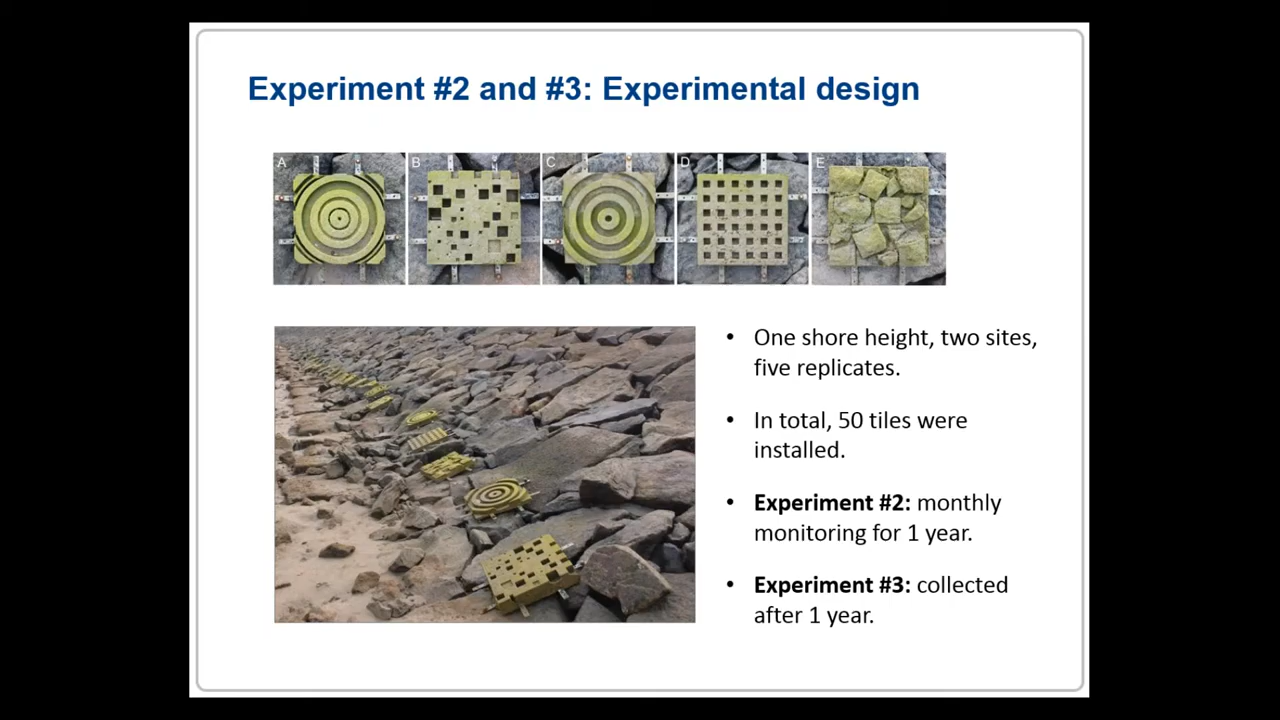 Experiment #2 and #3: Experimental design
A B C D E
• One shore height, two sites,
five replicates.
• In total, 50 tiles were
installed.
• Experiment #2: monthly
monitoring for 1 year.
• Experiment #3: collected
after 1 year.